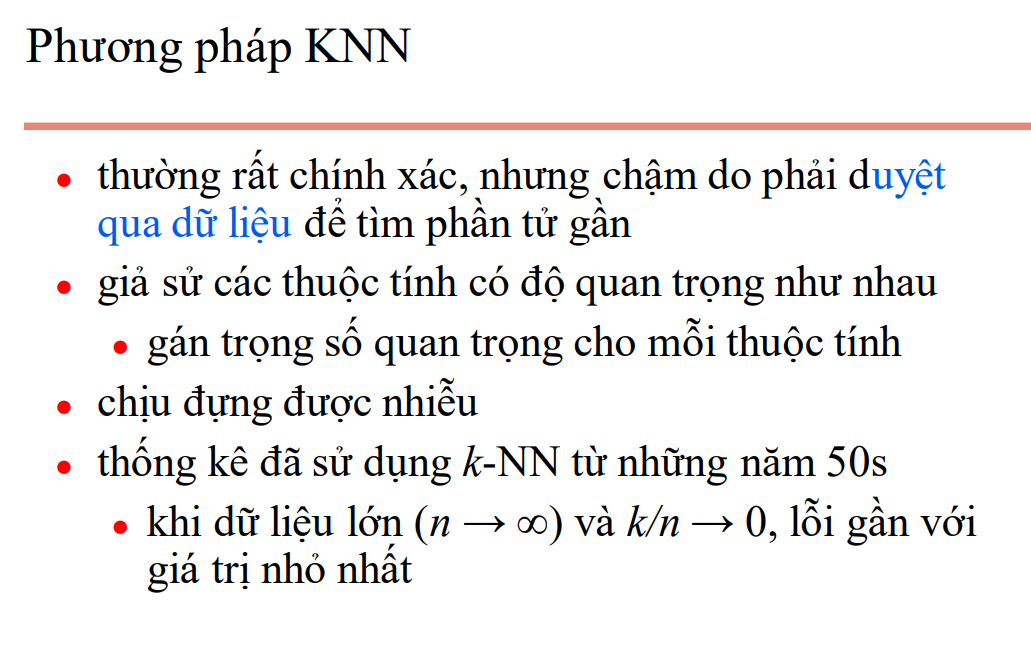 Phương pháp KNN
• thường rất chính xác, nhưng chậm do phải duyệt
qua dữ liệu để tìm phần tử gần
• giả sử các thuộc tính có độ quan trọng như nhau
• gán trọng số quan trọng cho mỗi thuộc tính
• chịu đựng được nhiễu
• thống kê đã sử dụng k-NN từ những năm 50s
• khi dữ liệu lớn (n → ∞) và k/n → 0, lỗi gần với
giá trị nhỏ nhất